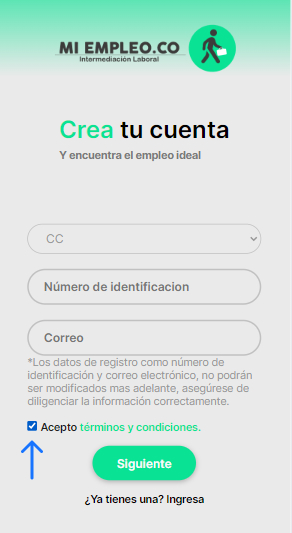 MI EMPLEO.CO
Intermediación Laboral
Crea tu cuenta
Y encuentra el empleo ideal
CC
Número de identificacion
Correo
*Los datos de registro como número de
identificación y correo electrónico, no podrán
ser modificados mas adelante, asegúrese de
diligenciar la información correctamente.
Acepto términos y condiciones.
Siguiente
¿Ya tienes una? Ingresa